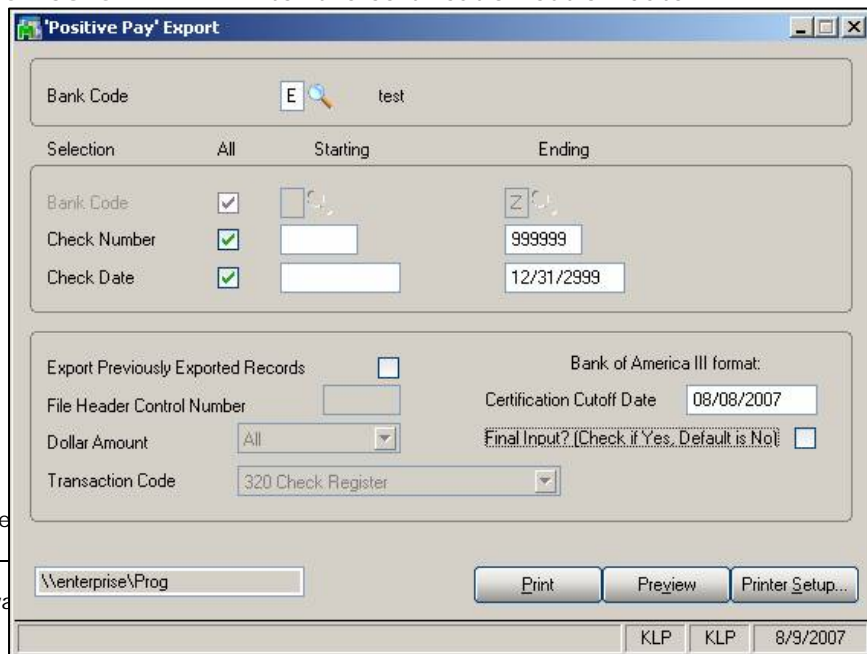 'Positive Pay' Export
Bank Code E test
Selection All Starting Ending
Bank Code Z
Check Number 999999
Check Date 12/31/2999
Export Previously Exported Records
Bank of America III format:
File Header Control Number
Certification Cutoff Date 08/08/2007
Dollar Amount All
Final Input? (Check if Yes, Default is No)
Transaction Code 320 Check Register
\\enterprise\Prog
Print Preview Printer Setup...
KLP KLP 8/9/2007